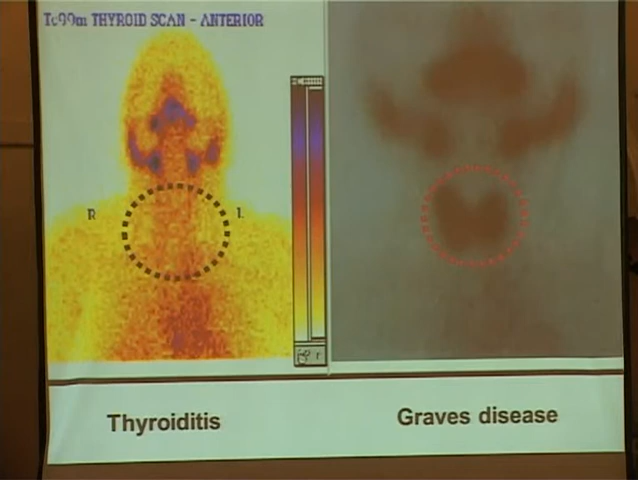 Tc99m THYROID SCAN - ANTERIOR
R
L
Thyroiditis
Graves disease